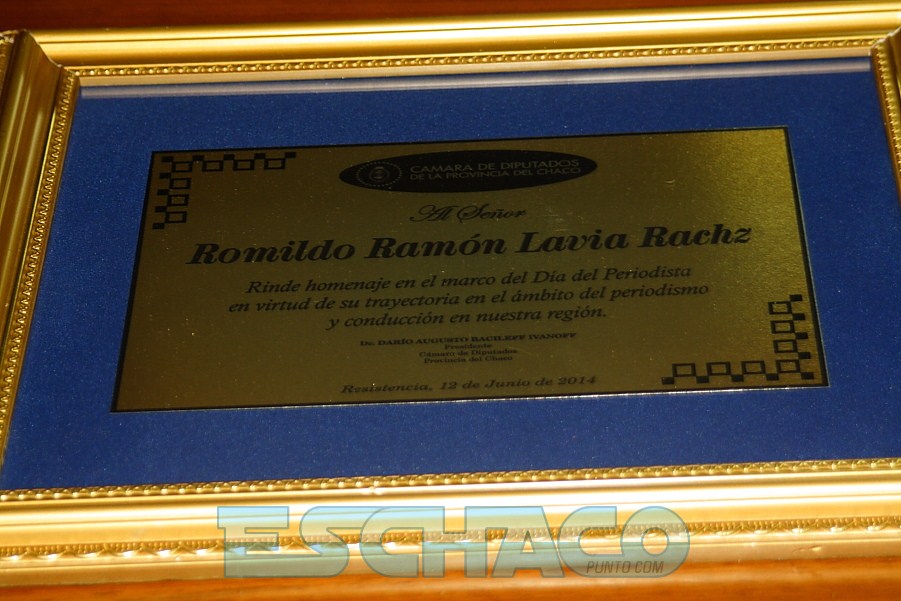 CAMARA DE DIPUTADOS
DE LA PROVINCIA DEL CHACO
Al Señor
Romildo Ramón Lavia Rachz
Rinde homenaje en el marco del Día del Periodista
en virtud de su trayectoria en el ámbito del periodismo
y conducción en nuestra región.
Dr. DARÍO AUGUSTO BACILEFF IVANOFF
Presidente
Cámara de Diputados
Provincia del Chaco
Resistencia, 12 de Junio de 2014
ESCHACO
PUNTO COM